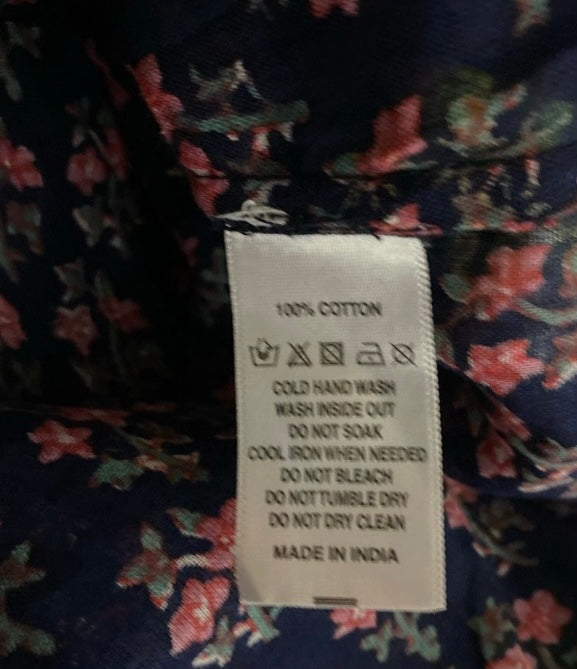 100% COTTON
COLD HAND WASH
WASH INSIDE OUT
DO NOT SOAK
COOL IRON WHEN NEEDED
DO NOT BLEACH
DO NOT TUMBLE DRY
DO NOT DRY CLEAN
MADE IN INDIA